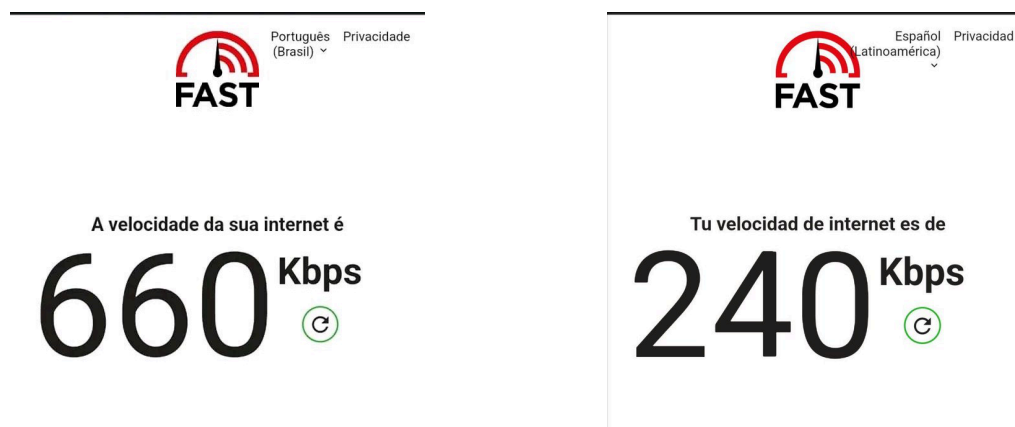 Português Privacidade
(Brasil)
FAST
A velocidade da sua internet é
660 Kbps
Español Privacidad
(Latinoamérica)
FAST
Tu velocidad de internet es de
240 Kbps